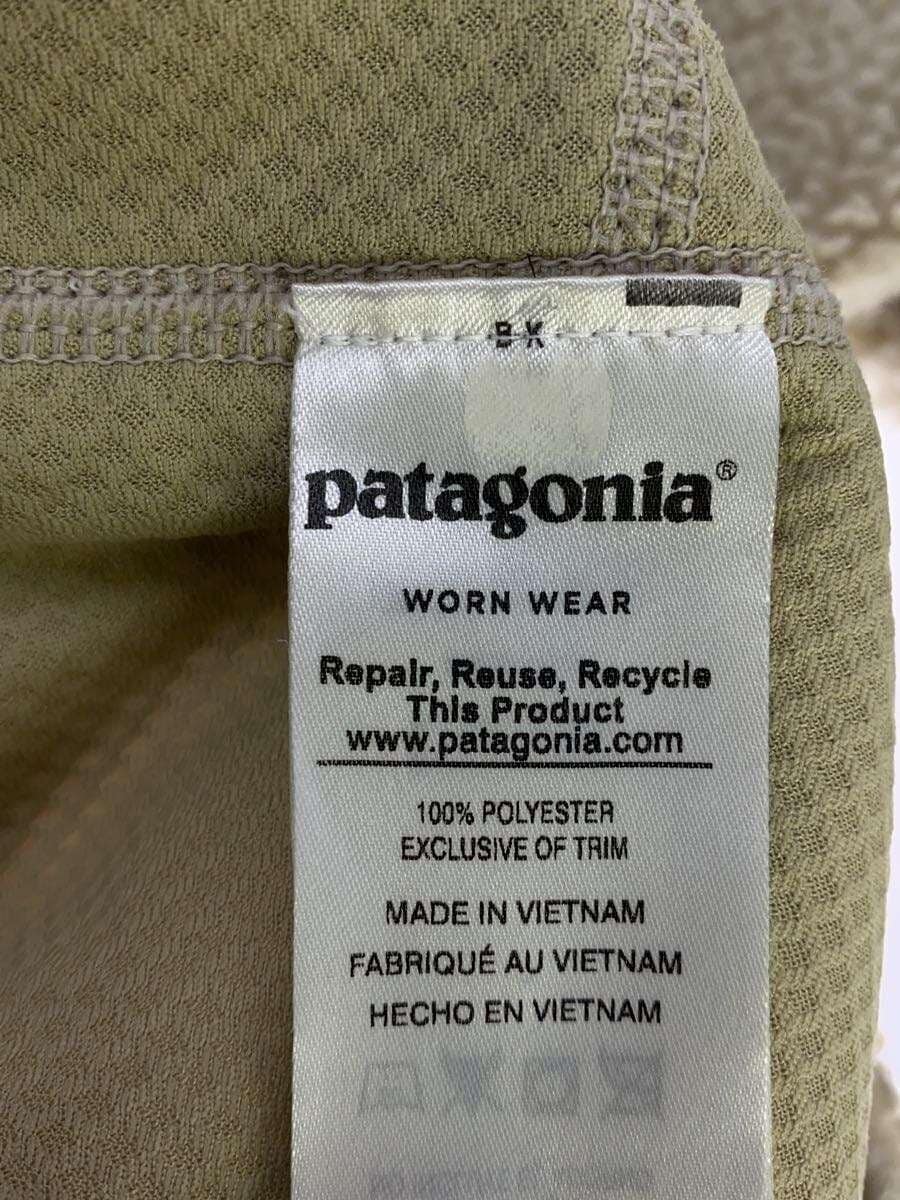 BK
patagonia®
WORN WEAR
Repair, Reuse, Recycle
This Product
www.patagonia.com
100% POLYESTER
EXCLUSIVE OF TRIM
MADE IN VIETNAM
FABRIQUÉ AU VIETNAM
HECHO EN VIETNAM